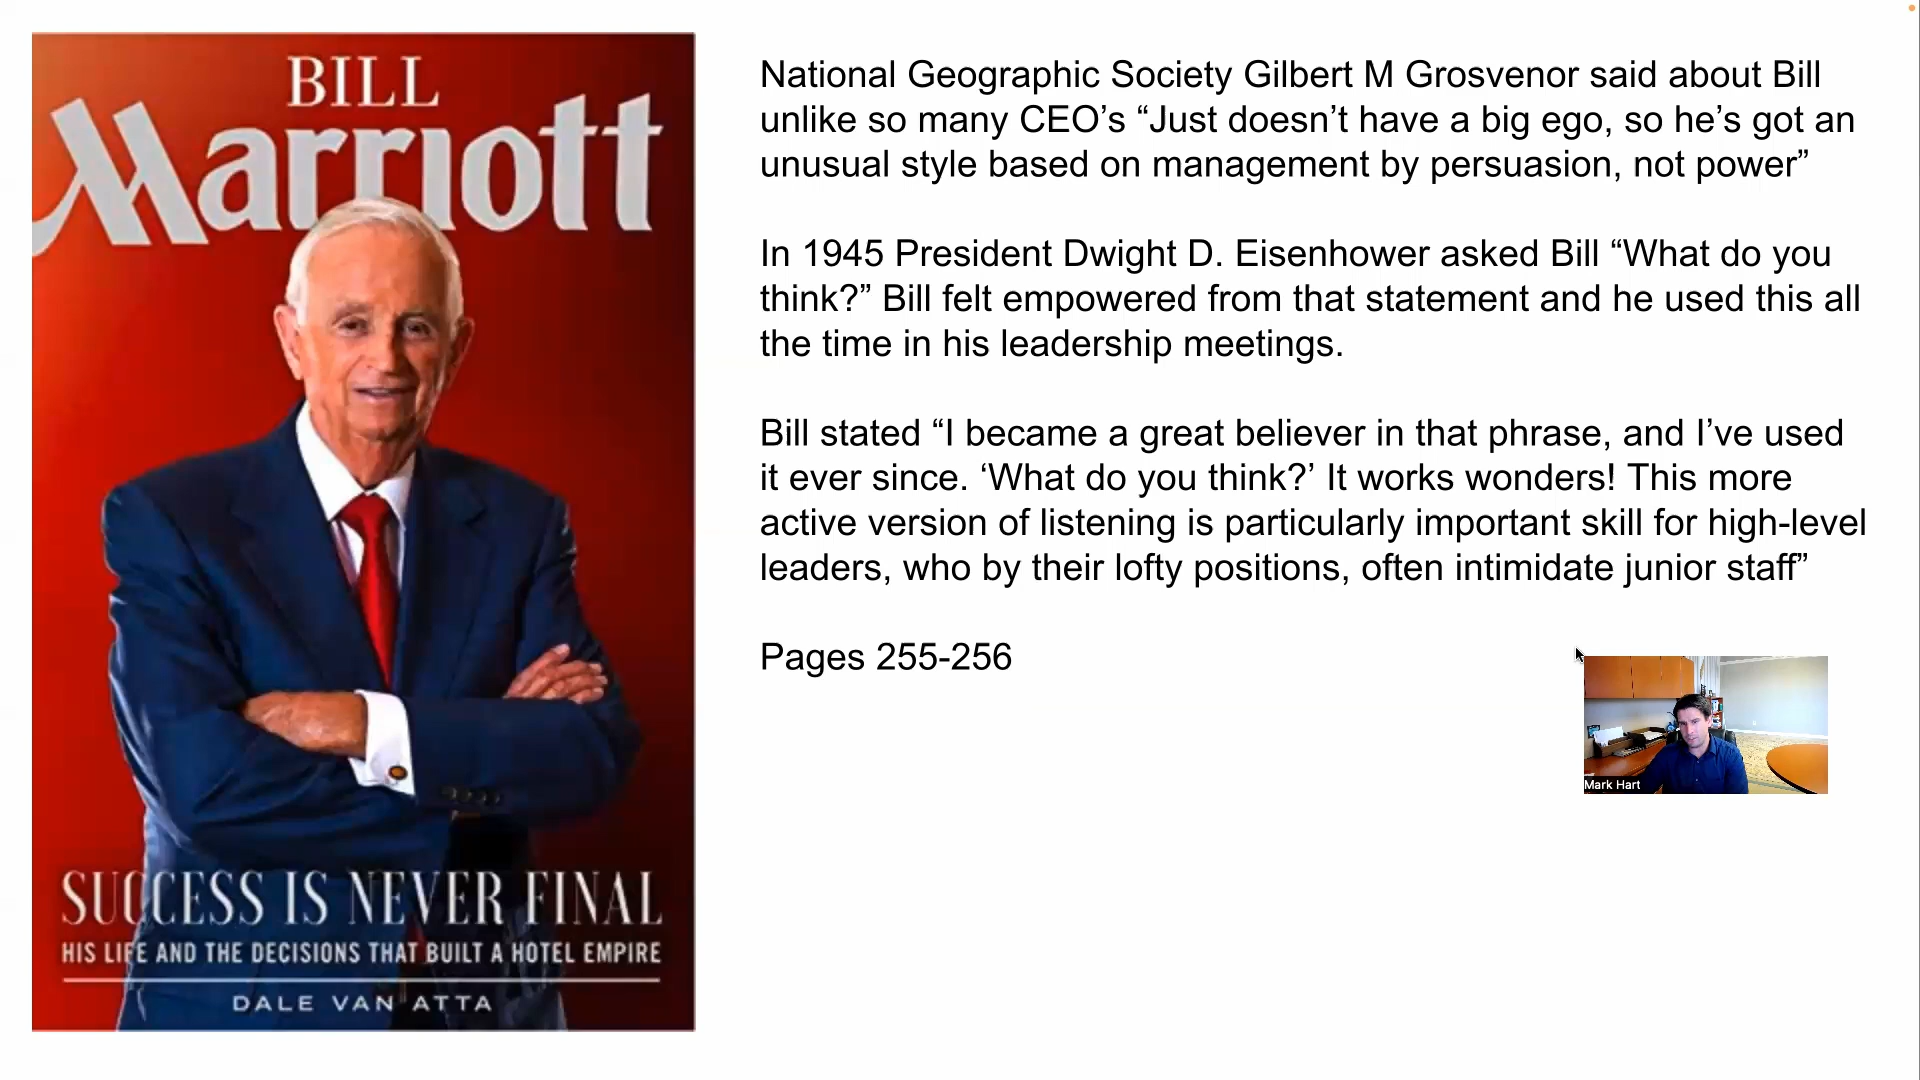 BILL
Marriott
SUCCESS IS NEVER FINAL
HIS LIFE AND THE DECISIONS THAT BUILT A HOTEL EMPIRE
DALE VAN ATTA
National Geographic Society Gilbert M Grosvenor said about Bill
unlike so many CEO’s “Just doesn’t have a big ego, so he’s got an
unusual style based on management by persuasion, not power”
In 1945 President Dwight D. Eisenhower asked Bill “What do you
think?” Bill felt empowered from that statement and he used this all
the time in his leadership meetings.
Bill stated “I became a great believer in that phrase, and I’ve used
it ever since. ‘What do you think?’ It works wonders! This more
active version of listening is particularly important skill for high-level
leaders, who by their lofty positions, often intimidate junior staff”
Pages 255-256
Mark Hart